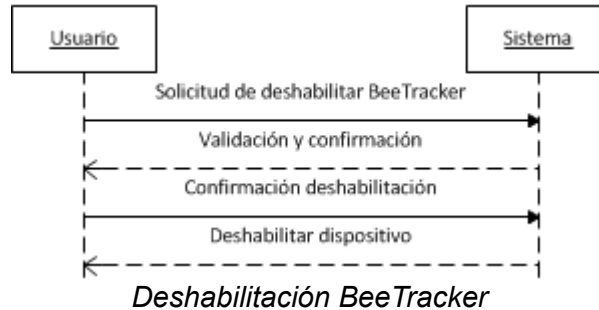 Usuario
Sistema
Solicitud de deshabilitar BeeTracker
Validación y confirmación
Confirmación deshabilitación
Deshabilitar dispositivo
Deshabilitación BeeTracker